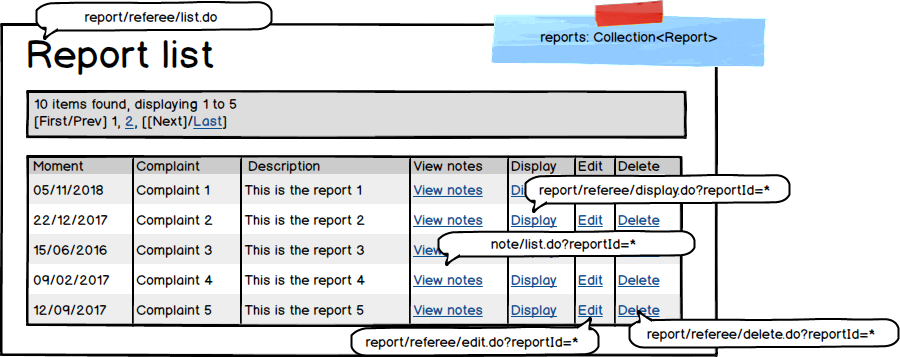 report/referee/list.do
reports: Collection<Report>
Report list
10 items found, displaying 1 to 5
[First/Prev] 1, 2, [[Next]/Last]
Moment Complaint Description View notes Display Edit Delete
05/11/2018 Complaint 1 This is the report 1 View notes Di
report/referee/display.do?reportId=*
22/12/2017 Complaint 2 This is the report 2 View notes Display Edit Delete
15/06/2016 Complaint 3 This is the report 3 View
note/list.do?reportId=*
09/02/2017 Complaint 4 This is the report 4 View notes Display Edit Delete
12/09/2017 Complaint 5 This is the report 5 View notes Display Edit Delete
report/referee/edit.do?reportId=*
report/referee/delete.do?reportId=*